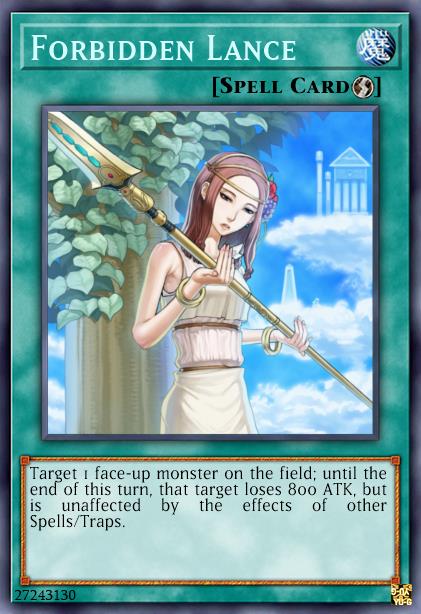 Forbidden Lance
魔
[Spell Card]
Target 1 face-up monster on the field; until the
end of this turn, that target loses 800 ATK, but
is unaffected by the effects of other
Spells/Traps.
27243130